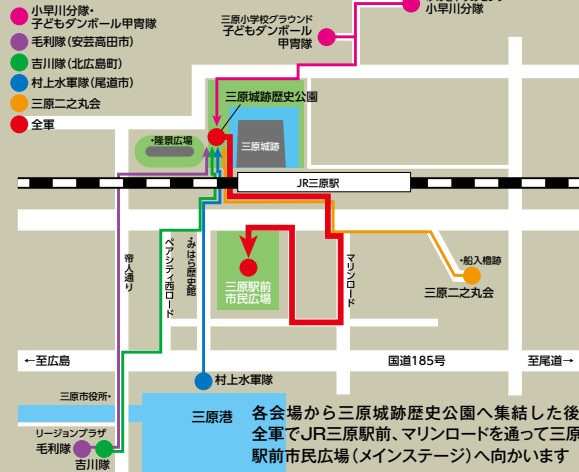 小早川分隊・
子どもダンボール甲冑隊
毛利隊（安芸高田市）
吉川隊（北広島町）
村上水軍隊（尾道市）
三原二之丸会
全軍
三原小学校グラウンド
子どもダンボール
甲冑隊
小早川分隊
三原城跡歴史公園
・隆景広場
三原城跡
JR三原駅
帝人通り
ペアシティ西ロード
・みはら歴史館
三原駅前
市民広場
マリンロード
・船入櫓跡
三原二之丸会
←至広島
国道185号
至尾道→
村上水軍隊
三原市役所・
三原港
リージョンプラザ
毛利隊
吉川隊
各会場から三原城跡歴史公園へ集結した後
全軍でJR三原駅前、マリンロードを通って三原
駅前市民広場（メインステージ）へ向かいます